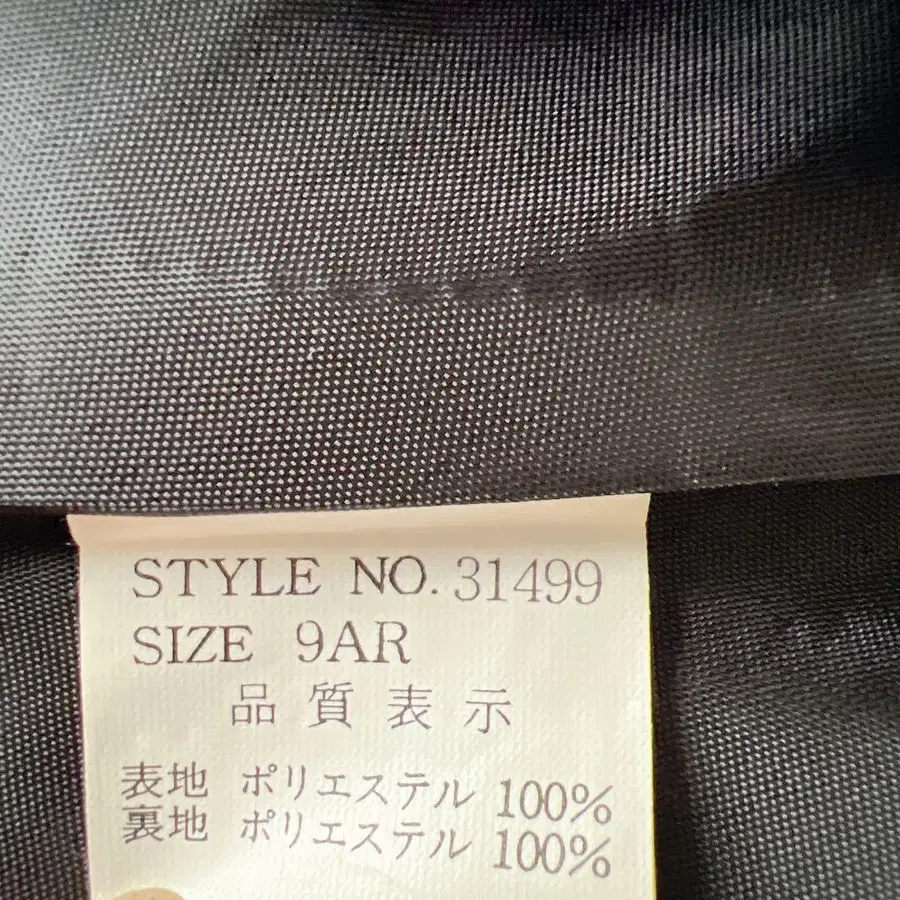 STYLE NO. 31499
SIZE 9AR
品質表示
表地 ポリエステル 100%
裏地 ポリエステル 100%